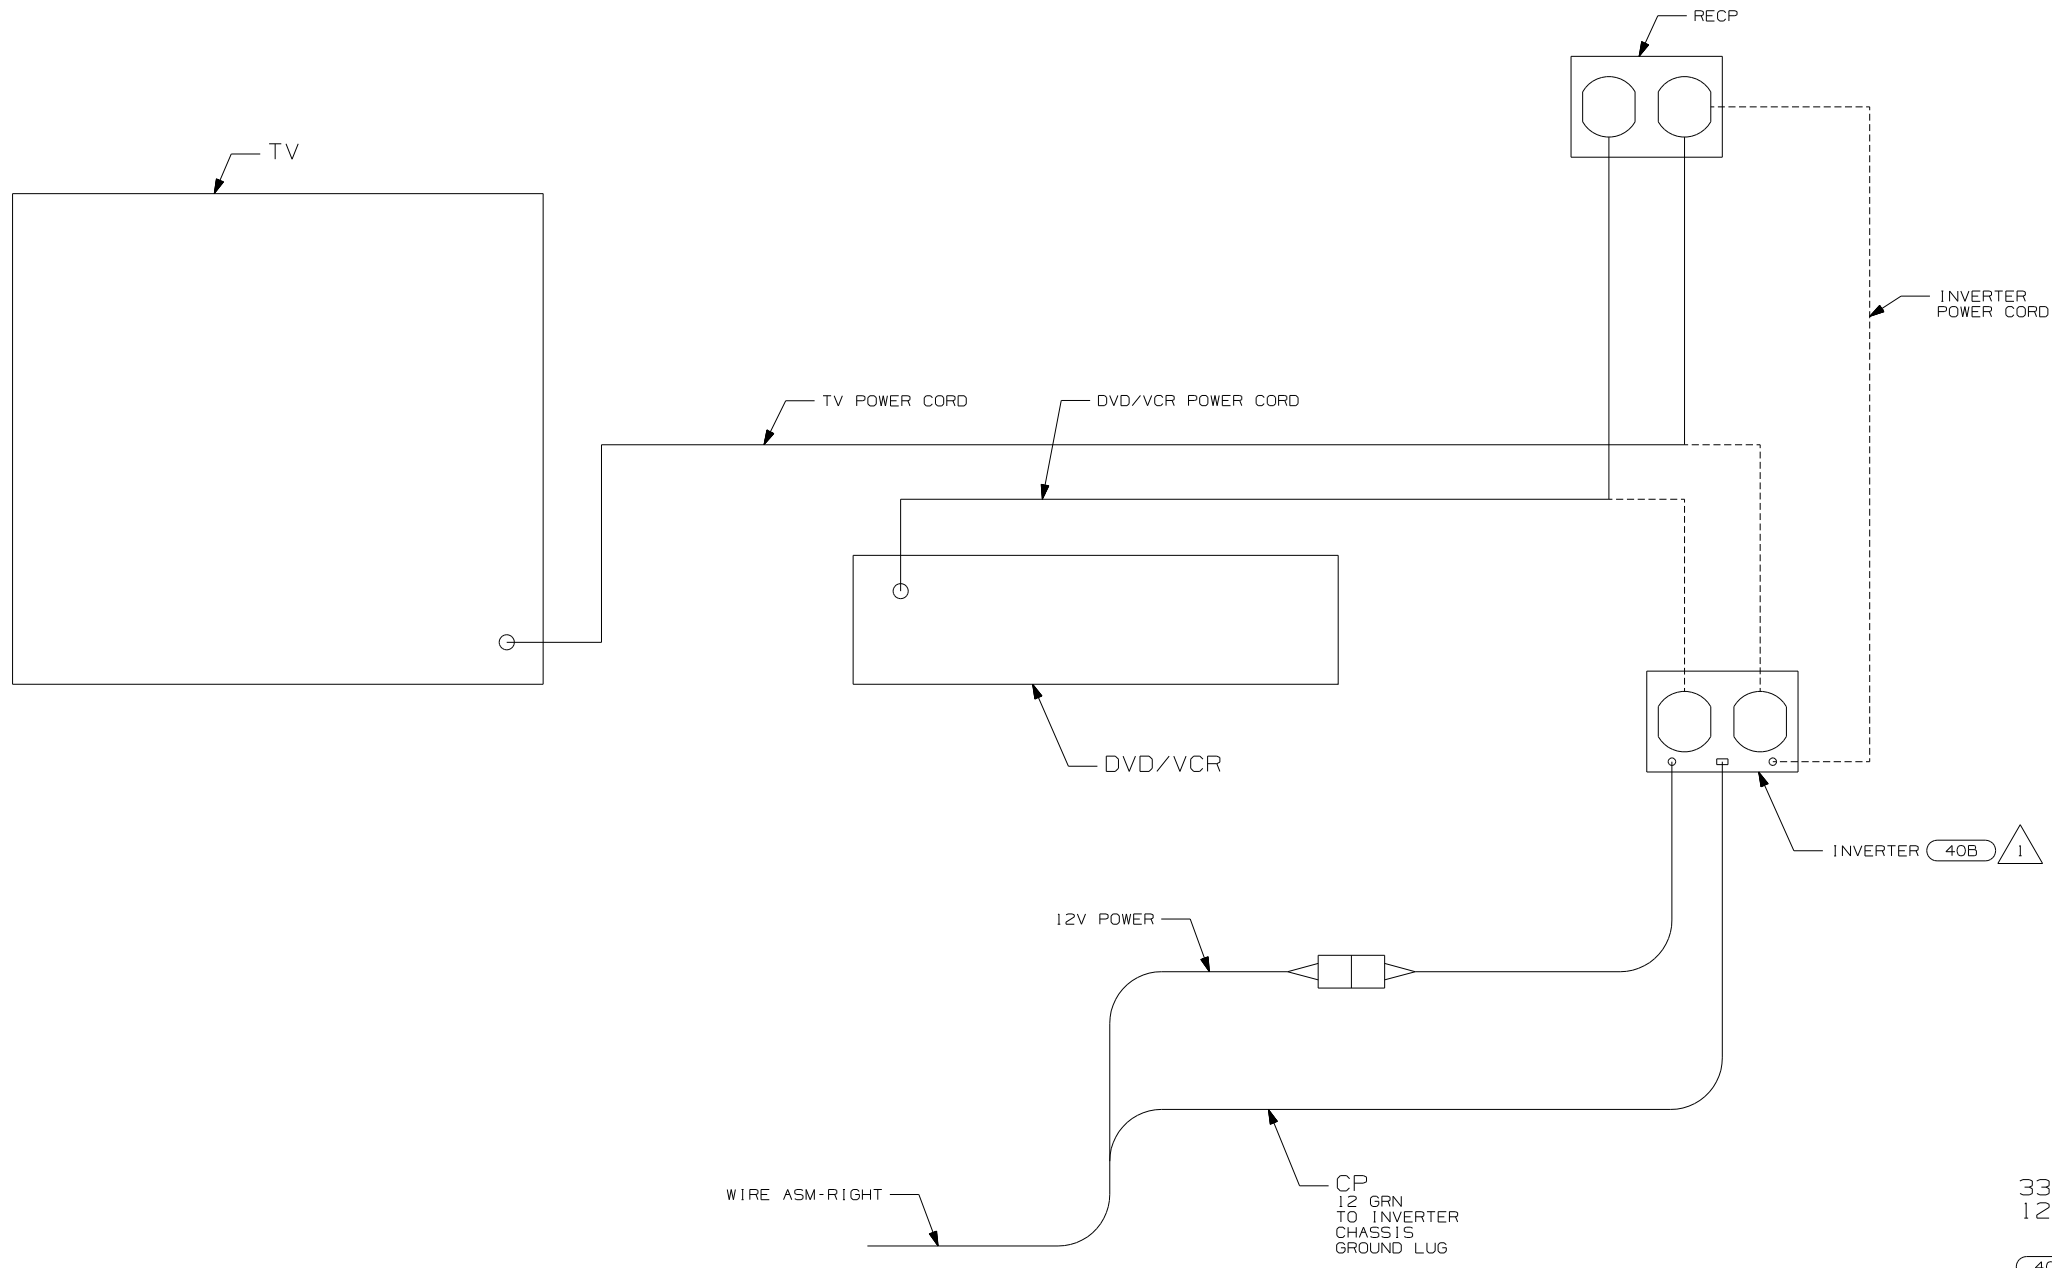 RECP
TV
INVERTER
POWER CORD
TV POWER CORD
DVD/VCR POWER CORD
DVD/VCR
INVERTER 40B 1
12V POWER
WIRE ASM-RIGHT
CP
12 GRN
TO INVERTER
CHASSIS
GROUND LUG
33
12